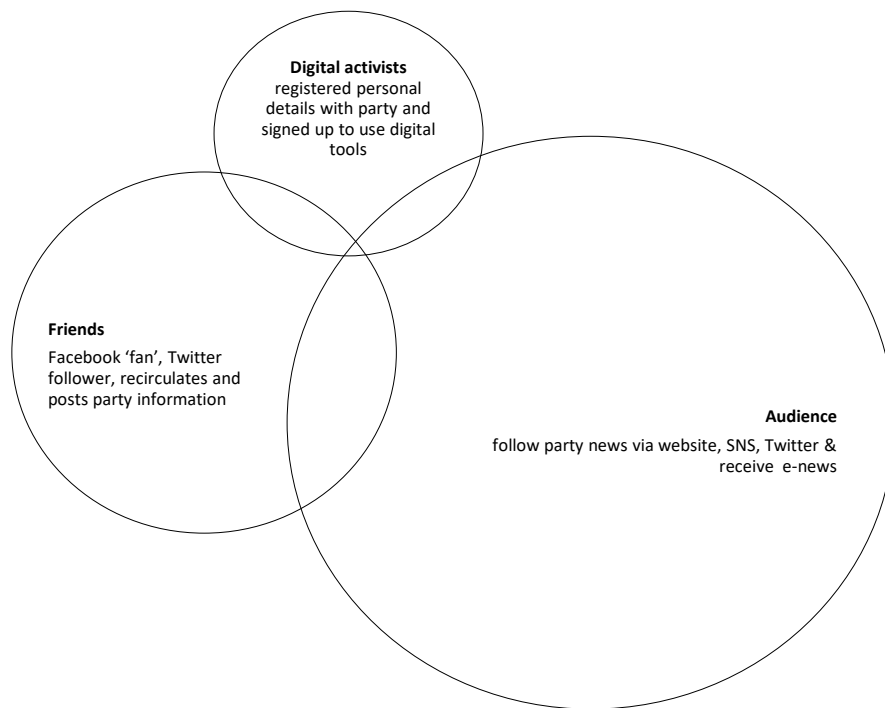 Digital activists
registered personal
details with party and
signed up to use digital
tools
Friends
Facebook ‘fan’, Twitter
follower, recirculates and
posts party information
Audience
follow party news via website, SNS, Twitter &
receive  e-news